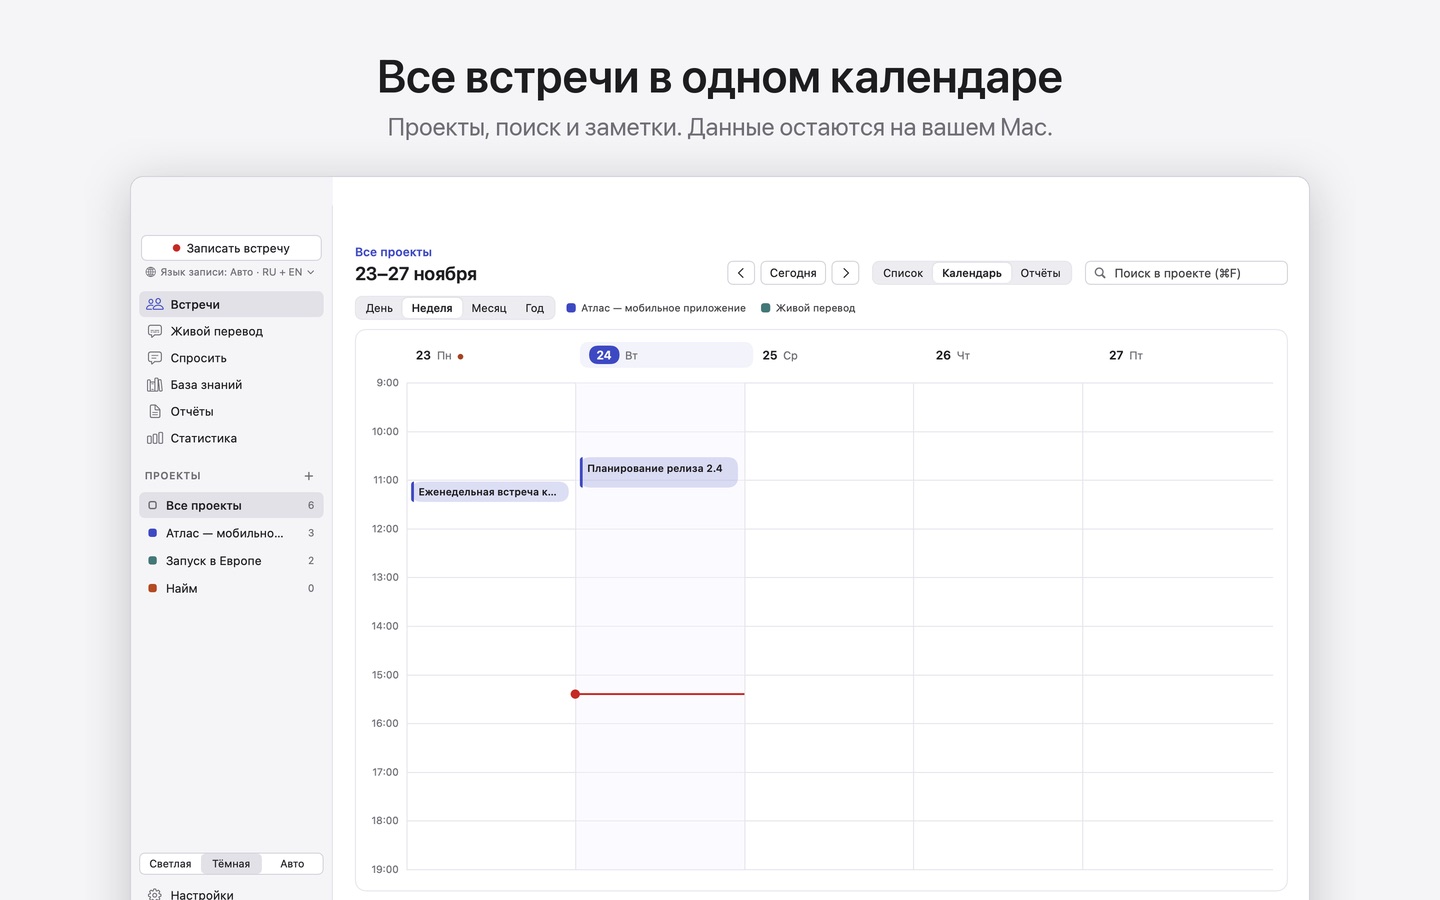 Все встречи в одном календаре
Проекты, поиск и заметки. Данные остаются на вашем Mac.
Записать встречу
Язык записи: Авто · RU + EN
Встречи
Живой перевод
Спросить
База знаний
Отчёты
Статистика
ПРОЕКТЫ +
Все проекты 6
Атлас — мобильно... 3
Запуск в Европе 2
Найм 0
Светлая Тёмная Авто
Настройки
Все проекты
23–27 ноября
Сегодня
Список Календарь Отчёты
Поиск в проекте (⌘F)
День Неделя Месяц Год
Атлас — мобильное приложение
Живой перевод
23 Пн 24 Вт 25 Ср 26 Чт 27 Пт
9:00
10:00
Планирование релиза 2.4
11:00
Еженедельная встреча к...
12:00
13:00
14:00
15:00
16:00
17:00
18:00
19:00